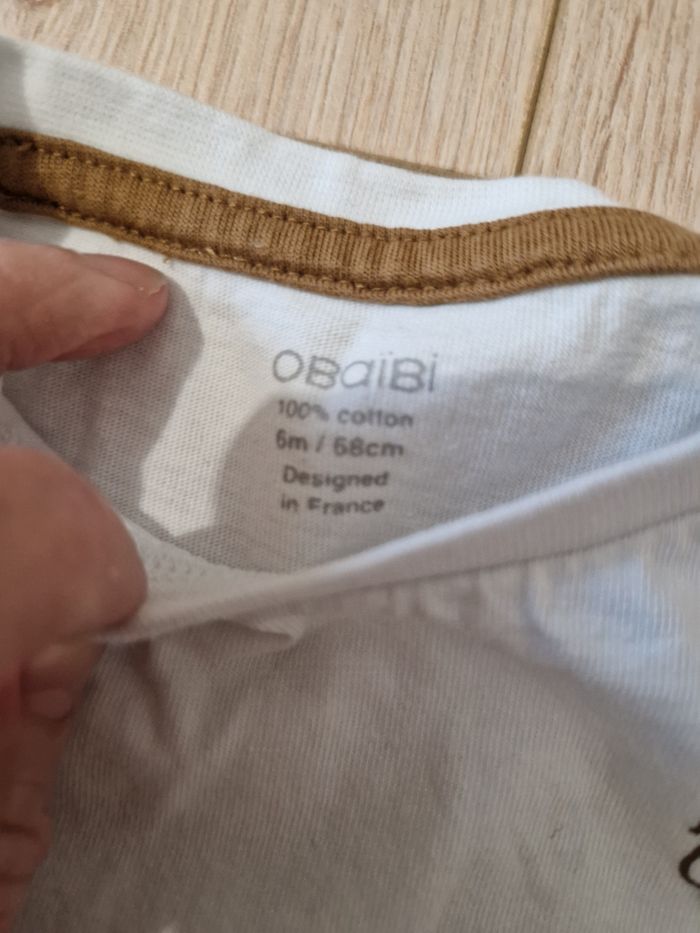 OBaïBi
100% cotton
6m / 68cm
Designed
in France